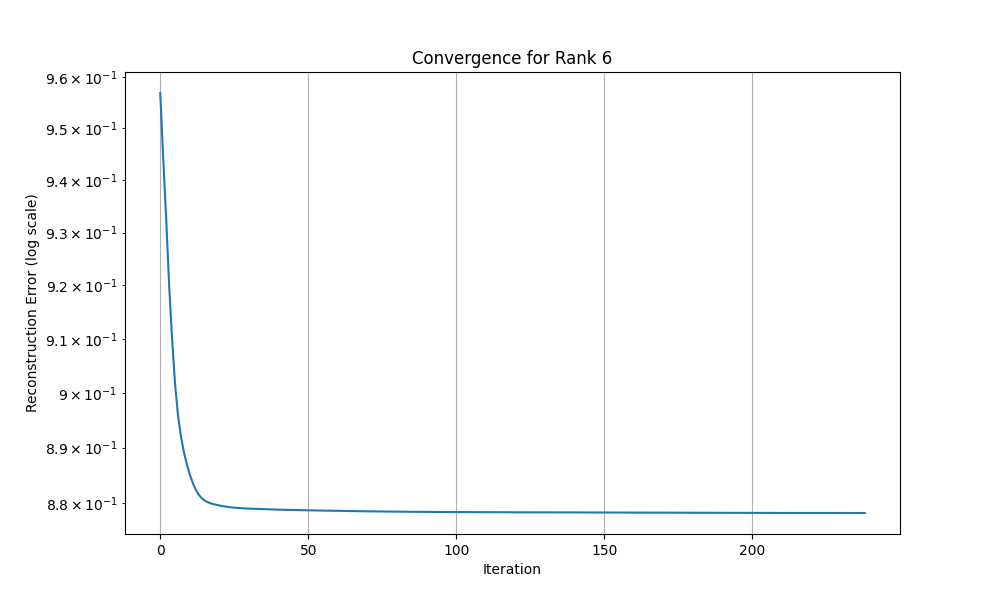 Convergence for Rank 6
Reconstruction Error (log scale)
9.6 × 10⁻¹
9.5 × 10⁻¹
9.4 × 10⁻¹
9.3 × 10⁻¹
9.2 × 10⁻¹
9.1 × 10⁻¹
9 × 10⁻¹
8.9 × 10⁻¹
8.8 × 10⁻¹
0 50 100 150 200
Iteration